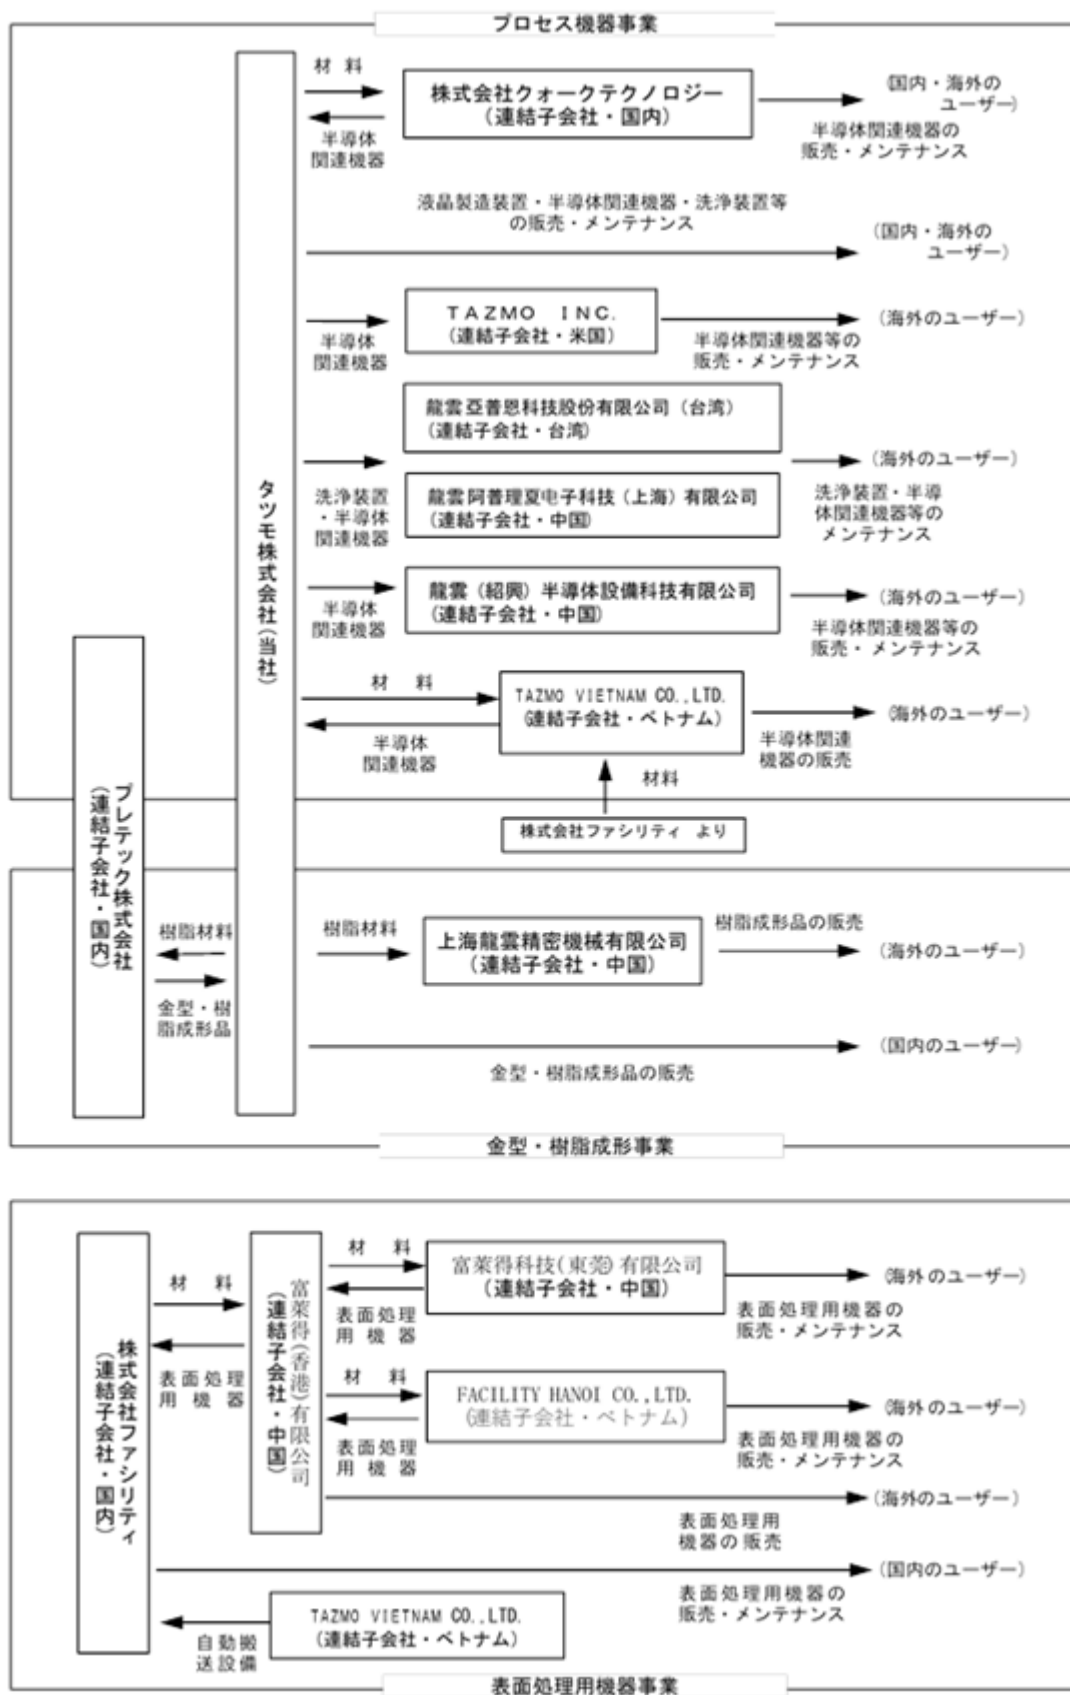 プロセス機器事業
材料
株式会社クォークテクノロジー
(連結子会社・国内)
半導体
関連機器
(国内・海外の
ユーザー)
半導体関連機器の
販売・メンテナンス
液晶製造装置・半導体関連機器・洗浄装置等
の販売・メンテナンス
(国内・海外の
ユーザー)
タツモ株式会社(当社)
半導体
関連機器
TAZMO INC.
(連結子会社・米国)
(海外のユーザー)
半導体関連機器等の
販売・メンテナンス
龍雲亞普恩科技股份有限公司(台湾)
(連結子会社・台湾)
洗浄装置
・半導体
関連機器
龍雲阿普理夏电子科技(上海)有限公司
(連結子会社・中国)
(海外のユーザー)
洗浄装置・半導
体関連機器等の
メンテナンス
半導体
関連機器
龍雲(紹興)半導体設備科技有限公司
(連結子会社・中国)
(海外のユーザー)
半導体関連機器等の
販売・メンテナンス
材料
TAZMO VIETNAM CO.,LTD.
(連結子会社・ベトナム)
半導体
関連機器
(海外のユーザー)
半導体関連
機器の販売
材料
株式会社ファシリティ より
プレテック株式会社
(連結子会社・国内)
樹脂材料
金型・樹
脂成形品
樹脂材料
上海龍雲精密機械有限公司
(連結子会社・中国)
樹脂成形品の販売
(海外のユーザー)
(国内のユーザー)
金型・樹脂成形品の販売
金型・樹脂成形事業
株式会社ファシリティ
(連結子会社・国内)
材料
表面処理
用機器
富莱得(香港)有限公司
(連結子会社・中国)
材料
表面処理
用機器
富莱得科技(東莞)有限公司
(連結子会社・中国)
(海外のユーザー)
表面処理用機器の
販売・メンテナンス
材料
表面処理
用機器
FACILITY HANOI CO.,LTD.
(連結子会社・ベトナム)
(海外のユーザー)
表面処理用機器の
販売・メンテナンス
(海外のユーザー)
表面処理用
機器の販売
(国内のユーザー)
表面処理用機器の
販売・メンテナンス
自動搬
送設備
TAZMO VIETNAM CO.,LTD.
(連結子会社・ベトナム)
表面処理用機器事業